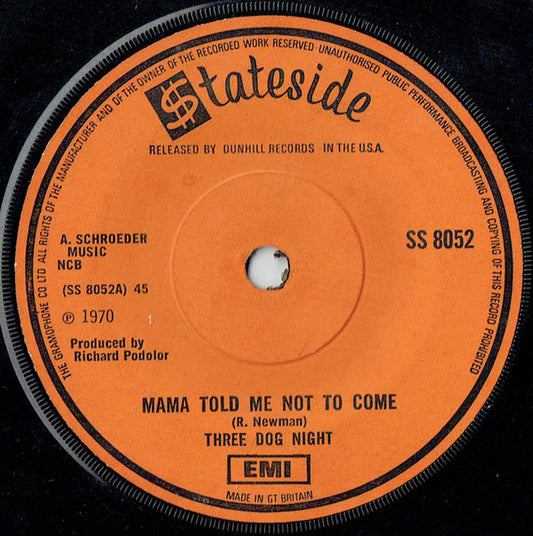 THE GRAMOPHONE CO LTD ALL RIGHTS OF THE MANUFACTURER AND OF THE OWNER OF THE RECORDED WORK RESERVED · UNAUTHORISED PUBLIC PERFORMANCE BROADCASTING AND COPYING OF THIS RECORD PROHIBITED
$tateside
RELEASED BY DUNHILL RECORDS IN THE U.S.A.
A. SCHROEDER
MUSIC
NCB
SS 8052
(SS 8052A) 45
℗ 1970
Produced by
Richard Podolor
MAMA TOLD ME NOT TO COME
(R. Newman)
THREE DOG NIGHT
EMI
MADE IN GT BRITAIN